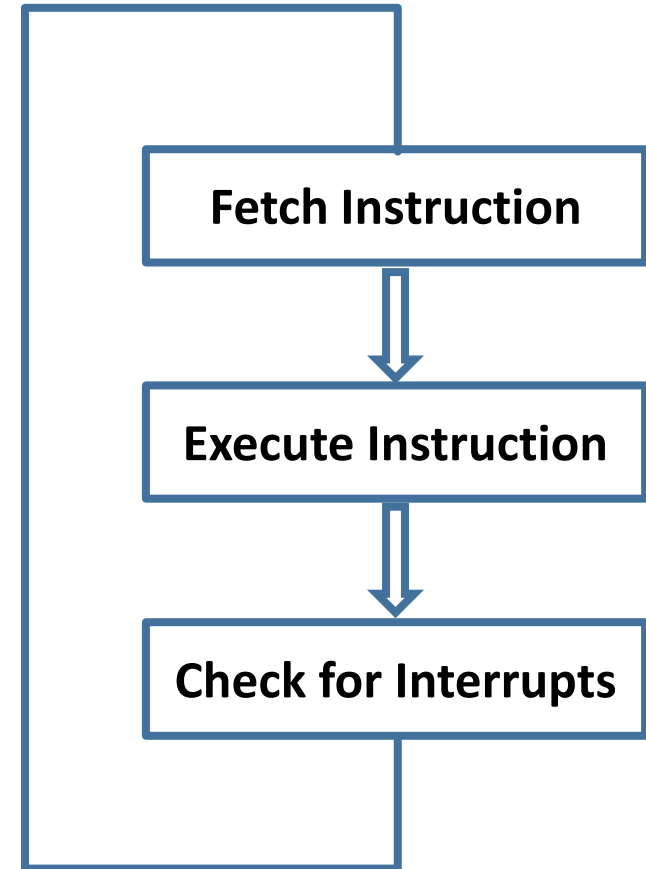 Fetch Instruction
Execute Instruction
Check for Interrupts